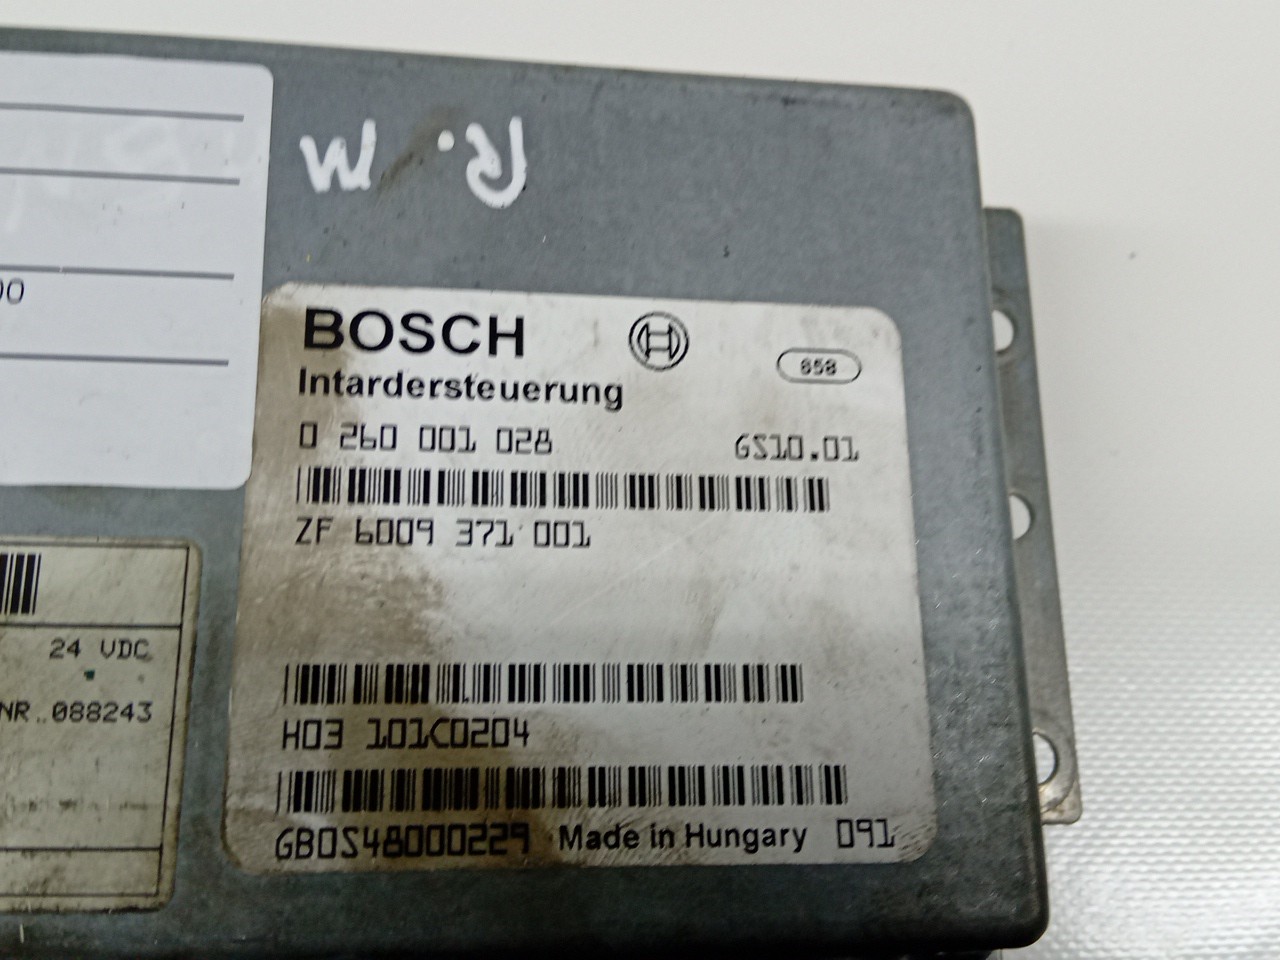 W . R
00
BOSCH 858
Intardersteuerung
0 260 001 028 GS10.01
ZF 6009 371 001
24 VDC
NR. 088243
H03 101C0204
GB0S48000229 Made in Hungary 091